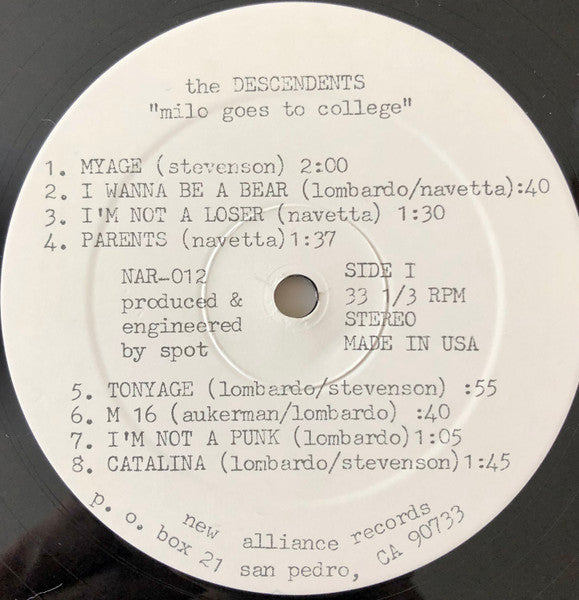 the DESCENDENTS
"milo goes to college"
1. MYAGE (stevenson) 2:00
2. I WANNA BE A BEAR (lombardo/navetta):40
3. I'M NOT A LOSER (navetta) 1:30
4. PARENTS (navetta)1:37
NAR-012
produced &
engineered
by spot
SIDE I
33 1/3 RPM
STEREO
MADE IN USA
5. TONYAGE (lombardo/stevenson) :55
6. M 16 (aukerman/lombardo) :40
7. I'M NOT A PUNK (lombardo)1:05
8. CATALINA (lombardo/stevenson)1:45
new alliance records
p. o. box 21 san pedro, CA 90733